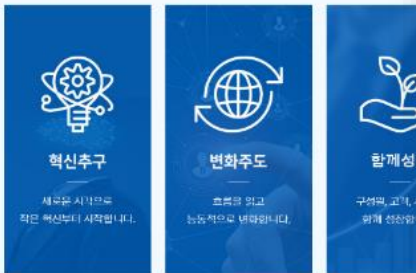 혁신추구
새로운 시각으로
작은 혁신부터 시작합니다.
변화주도
흐름을 읽고
능동적으로 변화합니다.
함께성
구성원, 고객,
함께 성장합